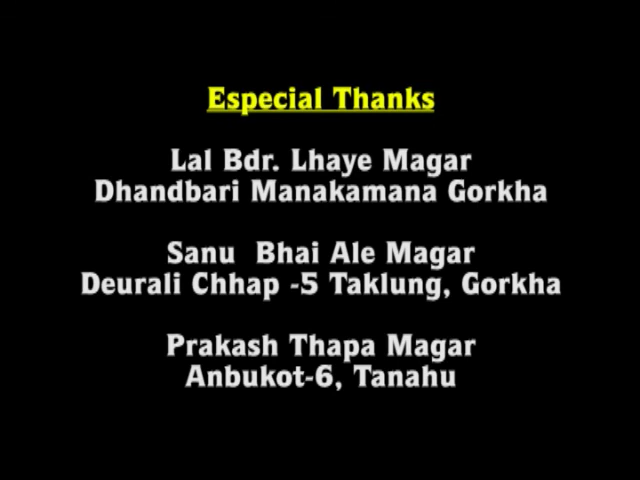 Especial Thanks
Lal Bdr. Lhaye Magar
Dhandbari Manakamana Gorkha
Sanu Bhai Ale Magar
Deurali Chhap -5 Taklung, Gorkha
Prakash Thapa Magar
Anbukot-6, Tanahu